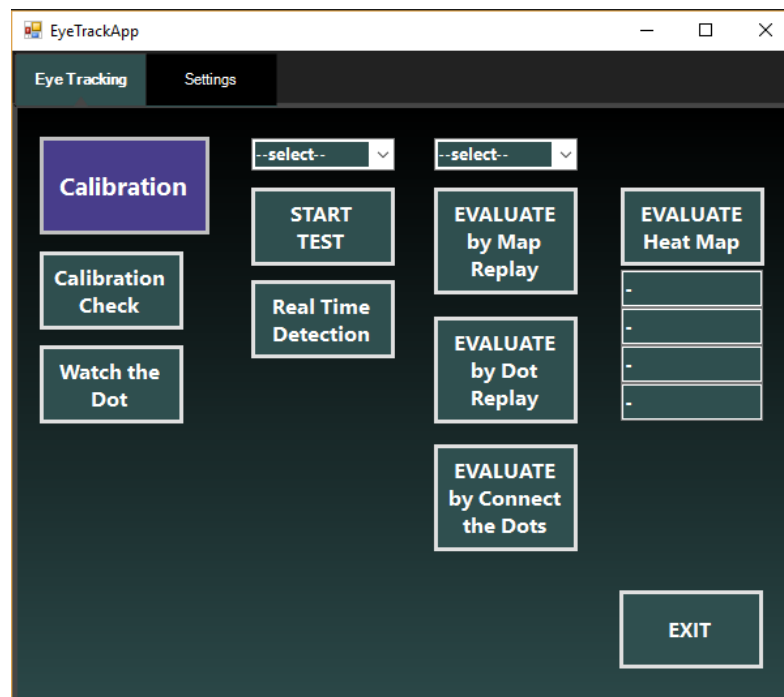 EyeTrackApp
Eye Tracking
Settings
Calibration
Calibration
Check
Watch the
Dot
--select--
START
TEST
Real Time
Detection
--select--
EVALUATE
by Map
Replay
EVALUATE
by Dot
Replay
EVALUATE
by Connect
the Dots
EVALUATE
Heat Map
-
-
-
-
EXIT